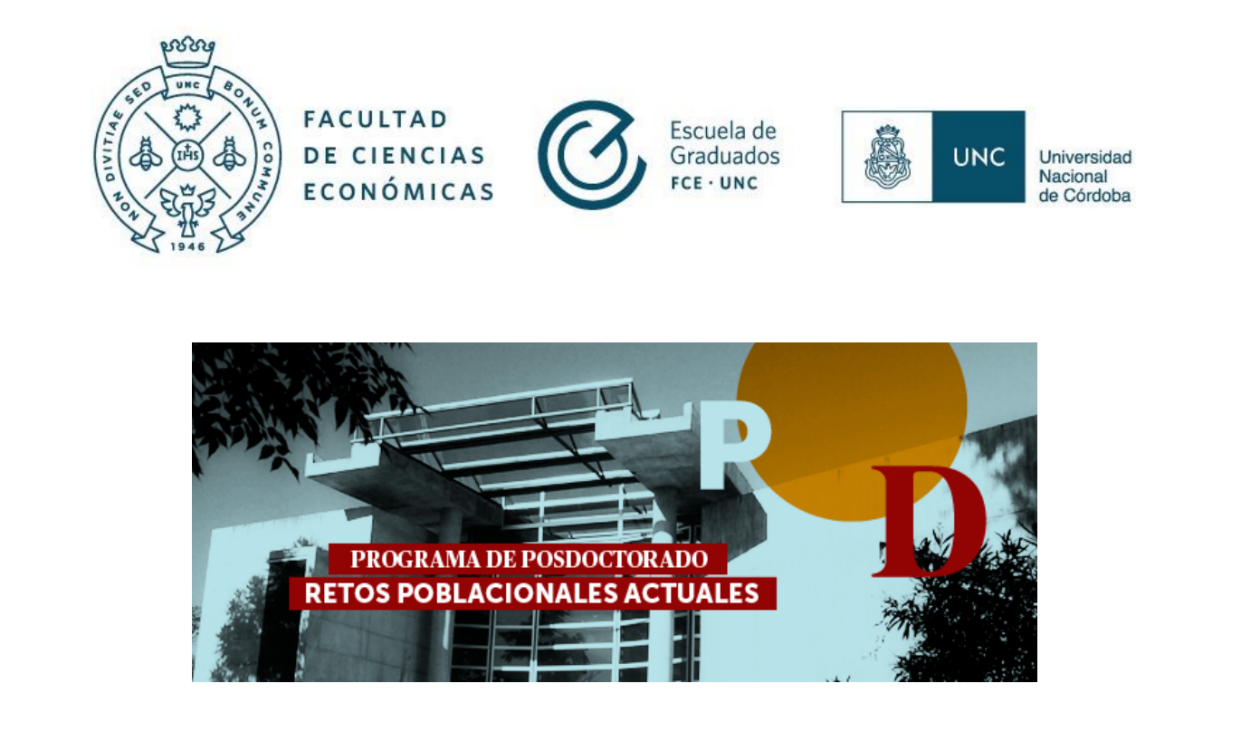 NON DIVITIAE SED BONUM COMMUNE
UNC
IHS
1946
FACULTAD
DE CIENCIAS
ECONÓMICAS
Escuela de
Graduados
FCE · UNC
UNC
Universidad
Nacional
de Córdoba
P
D
PROGRAMA DE POSDOCTORADO
RETOS POBLACIONALES ACTUALES